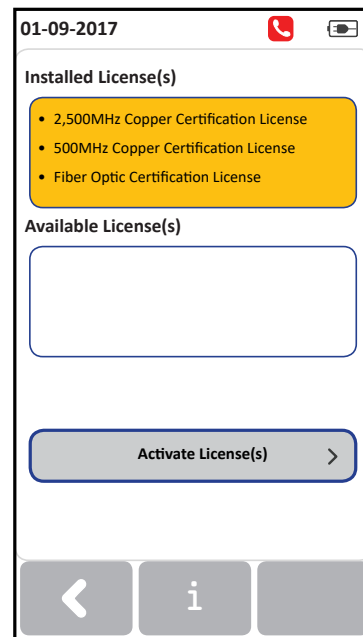 01-09-2017
Installed License(s)
• 2,500MHz Copper Certification License
• 500MHz Copper Certification License
• Fiber Optic Certification License
Available License(s)
Activate License(s)
i